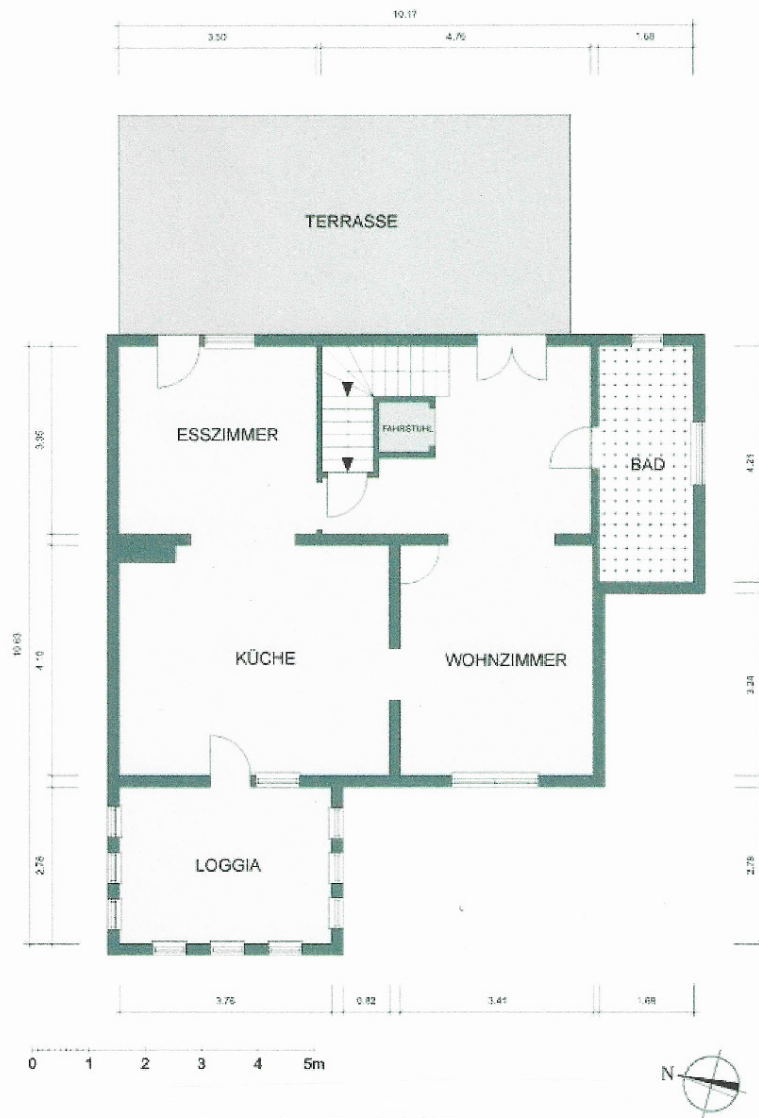 10.17
3.50 4.76 1.68
TERRASSE
ESSZIMMER
FAHRSTUHL
BAD
3.35
4.21
10.63
KÜCHE
WOHNZIMMER
4.10
3.24
LOGGIA
2.78
2.78
3.76 0.82 3.41 1.68
0 1 2 3 4 5m
N